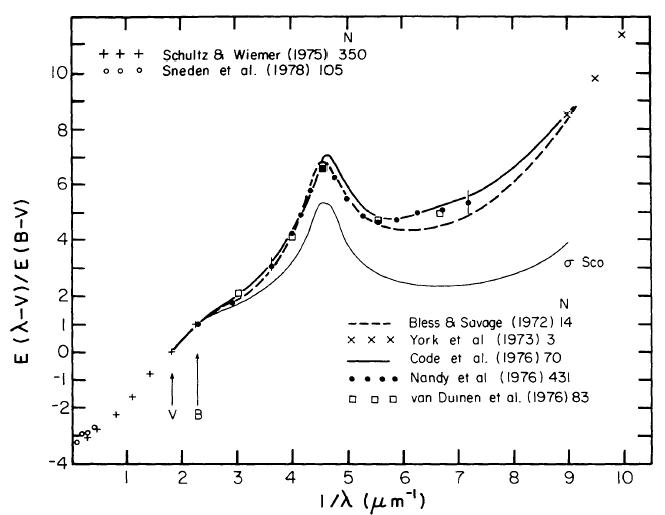 N
+ + + Schultz & Wiemer (1975) 350
o o o Sneden et al. (1978) 105
10
8
6
4
2
1
0
-1
-2
-4
E (λ-V)/E (B-V)
σ Sco
N
Bless & Savage (1972) 14
× × × York et al (1973) 3
Code et al. (1976) 70
Nandy et al (1976) 431
van Duinen et al. (1976) 83
V B
1 2 3 4 5 6 7 8 9 10
1/λ (μm⁻¹)